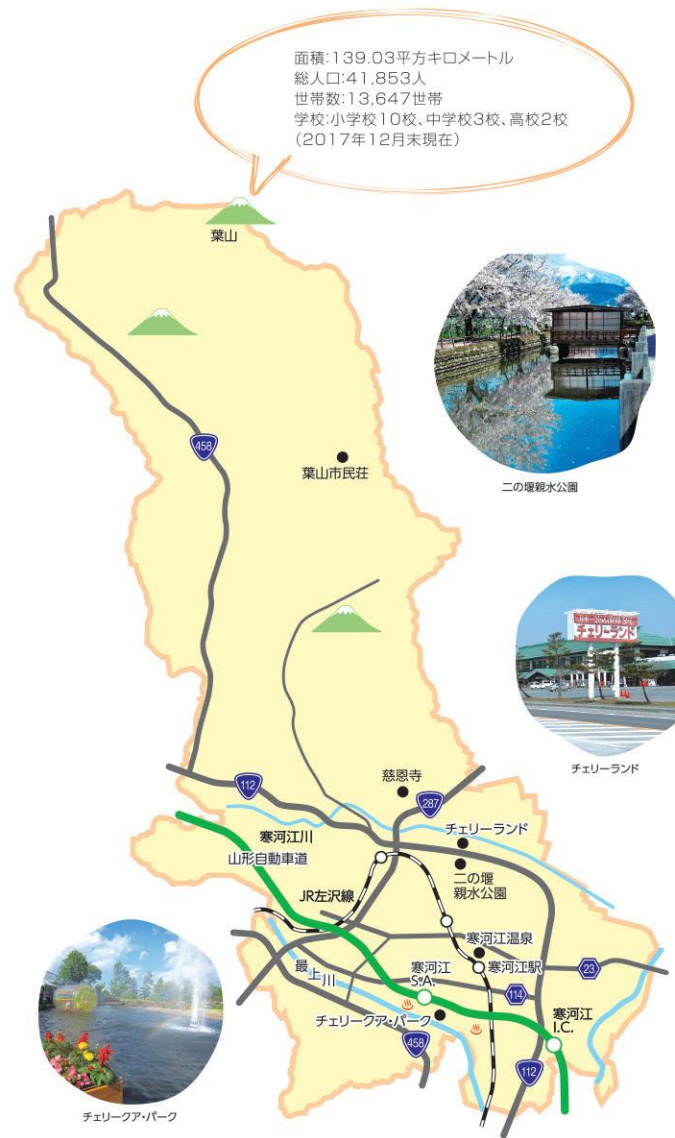 面積:139.03平方キロメートル
総人口:41,853人
世帯数:13,647世帯
学校:小学校10校、中学校3校、高校2校
(2017年12月末現在)
葉山
458
葉山市民荘
二の堰親水公園
チェリーランド
チェリーランド
慈恩寺
112
287
寒河江川
チェリーランド
山形自動車道
二の堰
親水公園
JR左沢線
寒河江温泉
最上川
寒河江
S.A.
寒河江駅
23
114
チェリークア・パーク
寒河江
I.C.
458
112
チェリークア・パーク